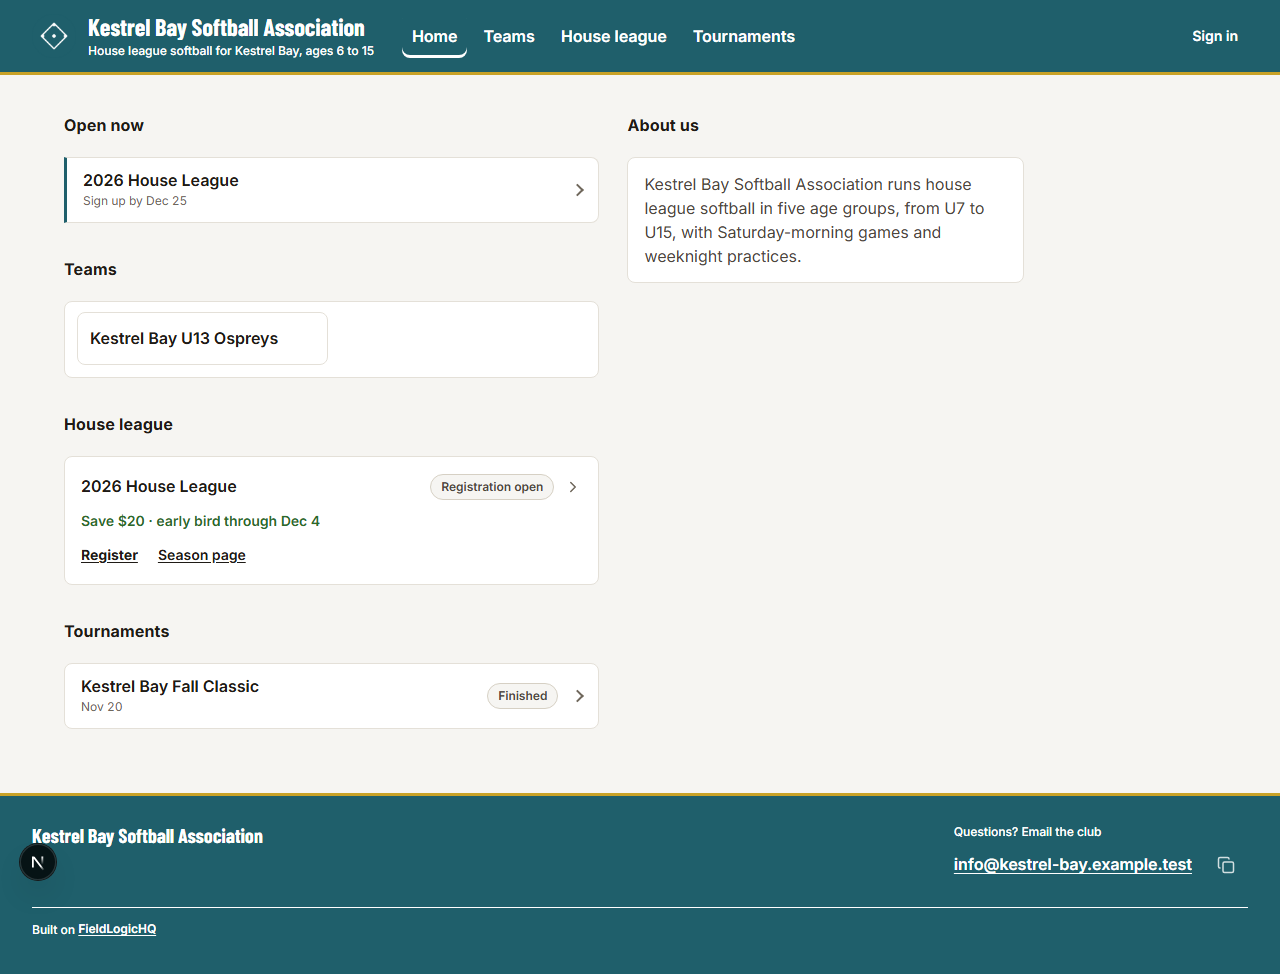 Kestrel Bay Softball Association
House league softball for Kestrel Bay, ages 6 to 15
Home
Teams
House league
Tournaments
Sign in
Open now
2026 House League
Sign up by Dec 25
Teams
Kestrel Bay U13 Ospreys
House league
2026 House League
Registration open
Save $20 · early bird through Dec 4
Register
Season page
Tournaments
Kestrel Bay Fall Classic
Nov 20
Finished
About us
Kestrel Bay Softball Association runs house
league softball in five age groups, from U7 to
U15, with Saturday-morning games and
weeknight practices.
Kestrel Bay Softball Association
N
Questions? Email the club
info@kestrel-bay.example.test
Built on FieldLogicHQ